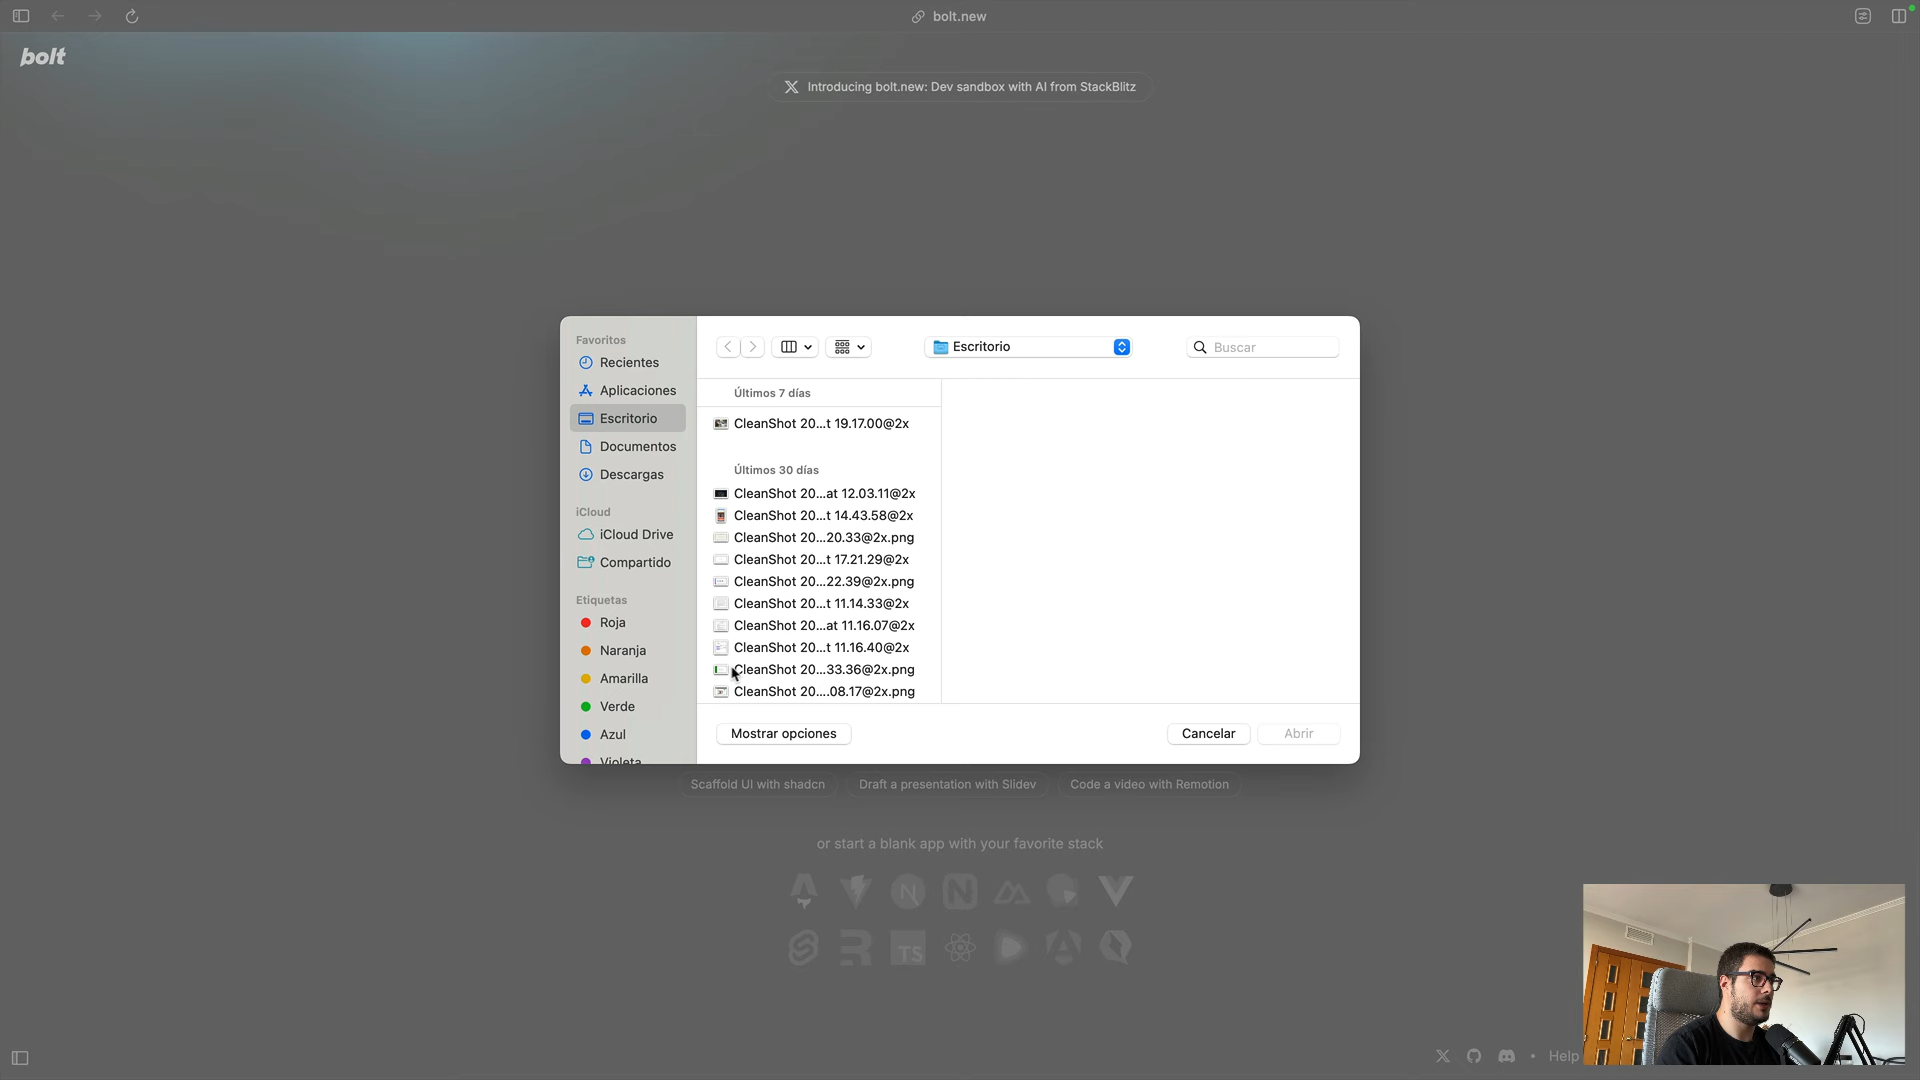 bolt.new
bolt
Introducing bolt.new: Dev sandbox with AI from StackBlitz
Favoritos
Recientes
Aplicaciones
Escritorio
Documentos
Descargas
iCloud
iCloud Drive
Compartido
Etiquetas
Roja
Naranja
Amarilla
Verde
Azul
Violeta
Escritorio
Buscar
Últimos 7 días
CleanShot 20...t 19.17.00@2x
Últimos 30 días
CleanShot 20...at 12.03.11@2x
CleanShot 20...t 14.43.58@2x
CleanShot 20...20.33@2x.png
CleanShot 20...t 17.21.29@2x
CleanShot 20...22.39@2x.png
CleanShot 20...t 11.14.33@2x
CleanShot 20...at 11.16.07@2x
CleanShot 20...t 11.16.40@2x
CleanShot 20...33.36@2x.png
CleanShot 20....08.17@2x.png
Mostrar opciones
Cancelar
Abrir
Scaffold UI with shadcn
Draft a presentation with Slidev
Code a video with Remotion
or start a blank app with your favorite stack
TS
• Help